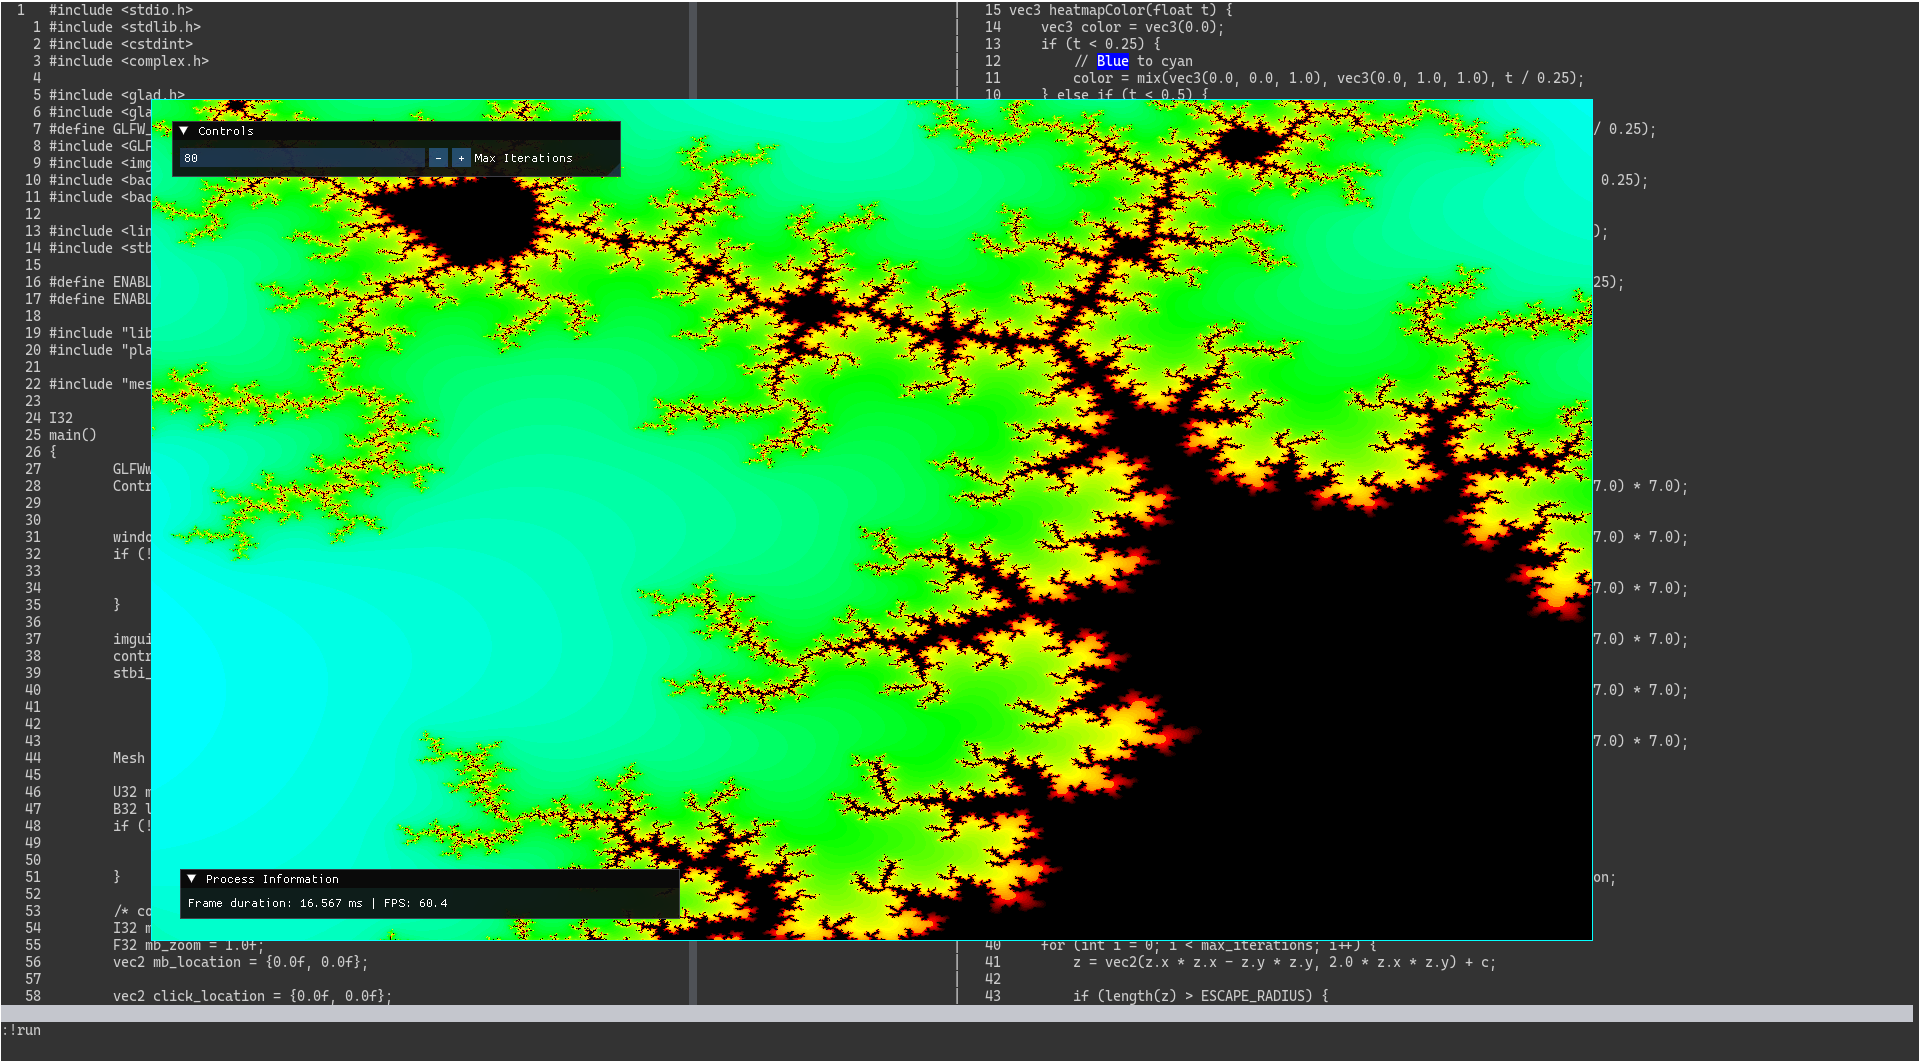 1   #include <stdio.h>
1 #include <stdlib.h>
2 #include <cstdint>
3 #include <complex.h>
4
5 #include <glad.h>
6 #include <gla
7 #define GLFW_
8 #include <GLF
9 #include <img
10 #include <bac
11 #include <bac
12
13 #include <lin
14 #include <stb
15
16 #define ENABL
17 #define ENABL
18
19 #include "lib
20 #include "pla
21
22 #include "mes
23
24 I32
25 main()
26 {
27         GLFWw
28         Contr
29
30
31         windo
32         if (!
33
34
35         }
36
37         imgui
38         contr
39         stbi_
40
41
42
43
44         Mesh
45
46         U32 m
47         B32 l
48         if (!
49
50
51         }
52
53         /* co
54         I32 m
55         F32 mb_zoom = 1.0f;
56         vec2 mb_location = {0.0f, 0.0f};
57
58         vec2 click_location = {0.0f, 0.0f};
15 vec3 heatmapColor(float t) {
14     vec3 color = vec3(0.0);
13     if (t < 0.25) {
12         // Blue to cyan
11         color = mix(vec3(0.0, 0.0, 1.0), vec3(0.0, 1.0, 1.0), t / 0.25);
10     } else if (t < 0.5) {
/ 0.25);
0.25);
);
25);
7.0) * 7.0);
7.0) * 7.0);
7.0) * 7.0);
7.0) * 7.0);
7.0) * 7.0);
7.0) * 7.0);
on;
40     for (int i = 0; i < max_iterations; i++) {
41         z = vec2(z.x * z.x - z.y * z.y, 2.0 * z.x * z.y) + c;
42
43         if (length(z) > ESCAPE_RADIUS) {
▼ Controls
80 - + Max Iterations
▼ Process Information
Frame duration: 16.567 ms | FPS: 60.4
:!run